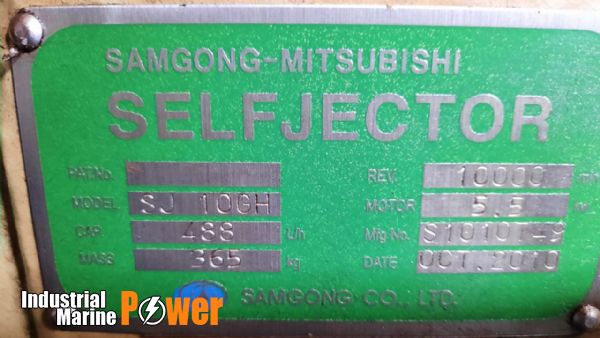 SAMGONG-MITSUBISHI
SELFJECTOR
PAT.No.
MODEL SJ 10GH
CAP. 488 L/h
MASS 365 kg
REV. 10000
MOTOR 5.5
Mfg.No.
DATE OCT.2010
SAMGONG CO., LTD.
Industrial
Marine Power